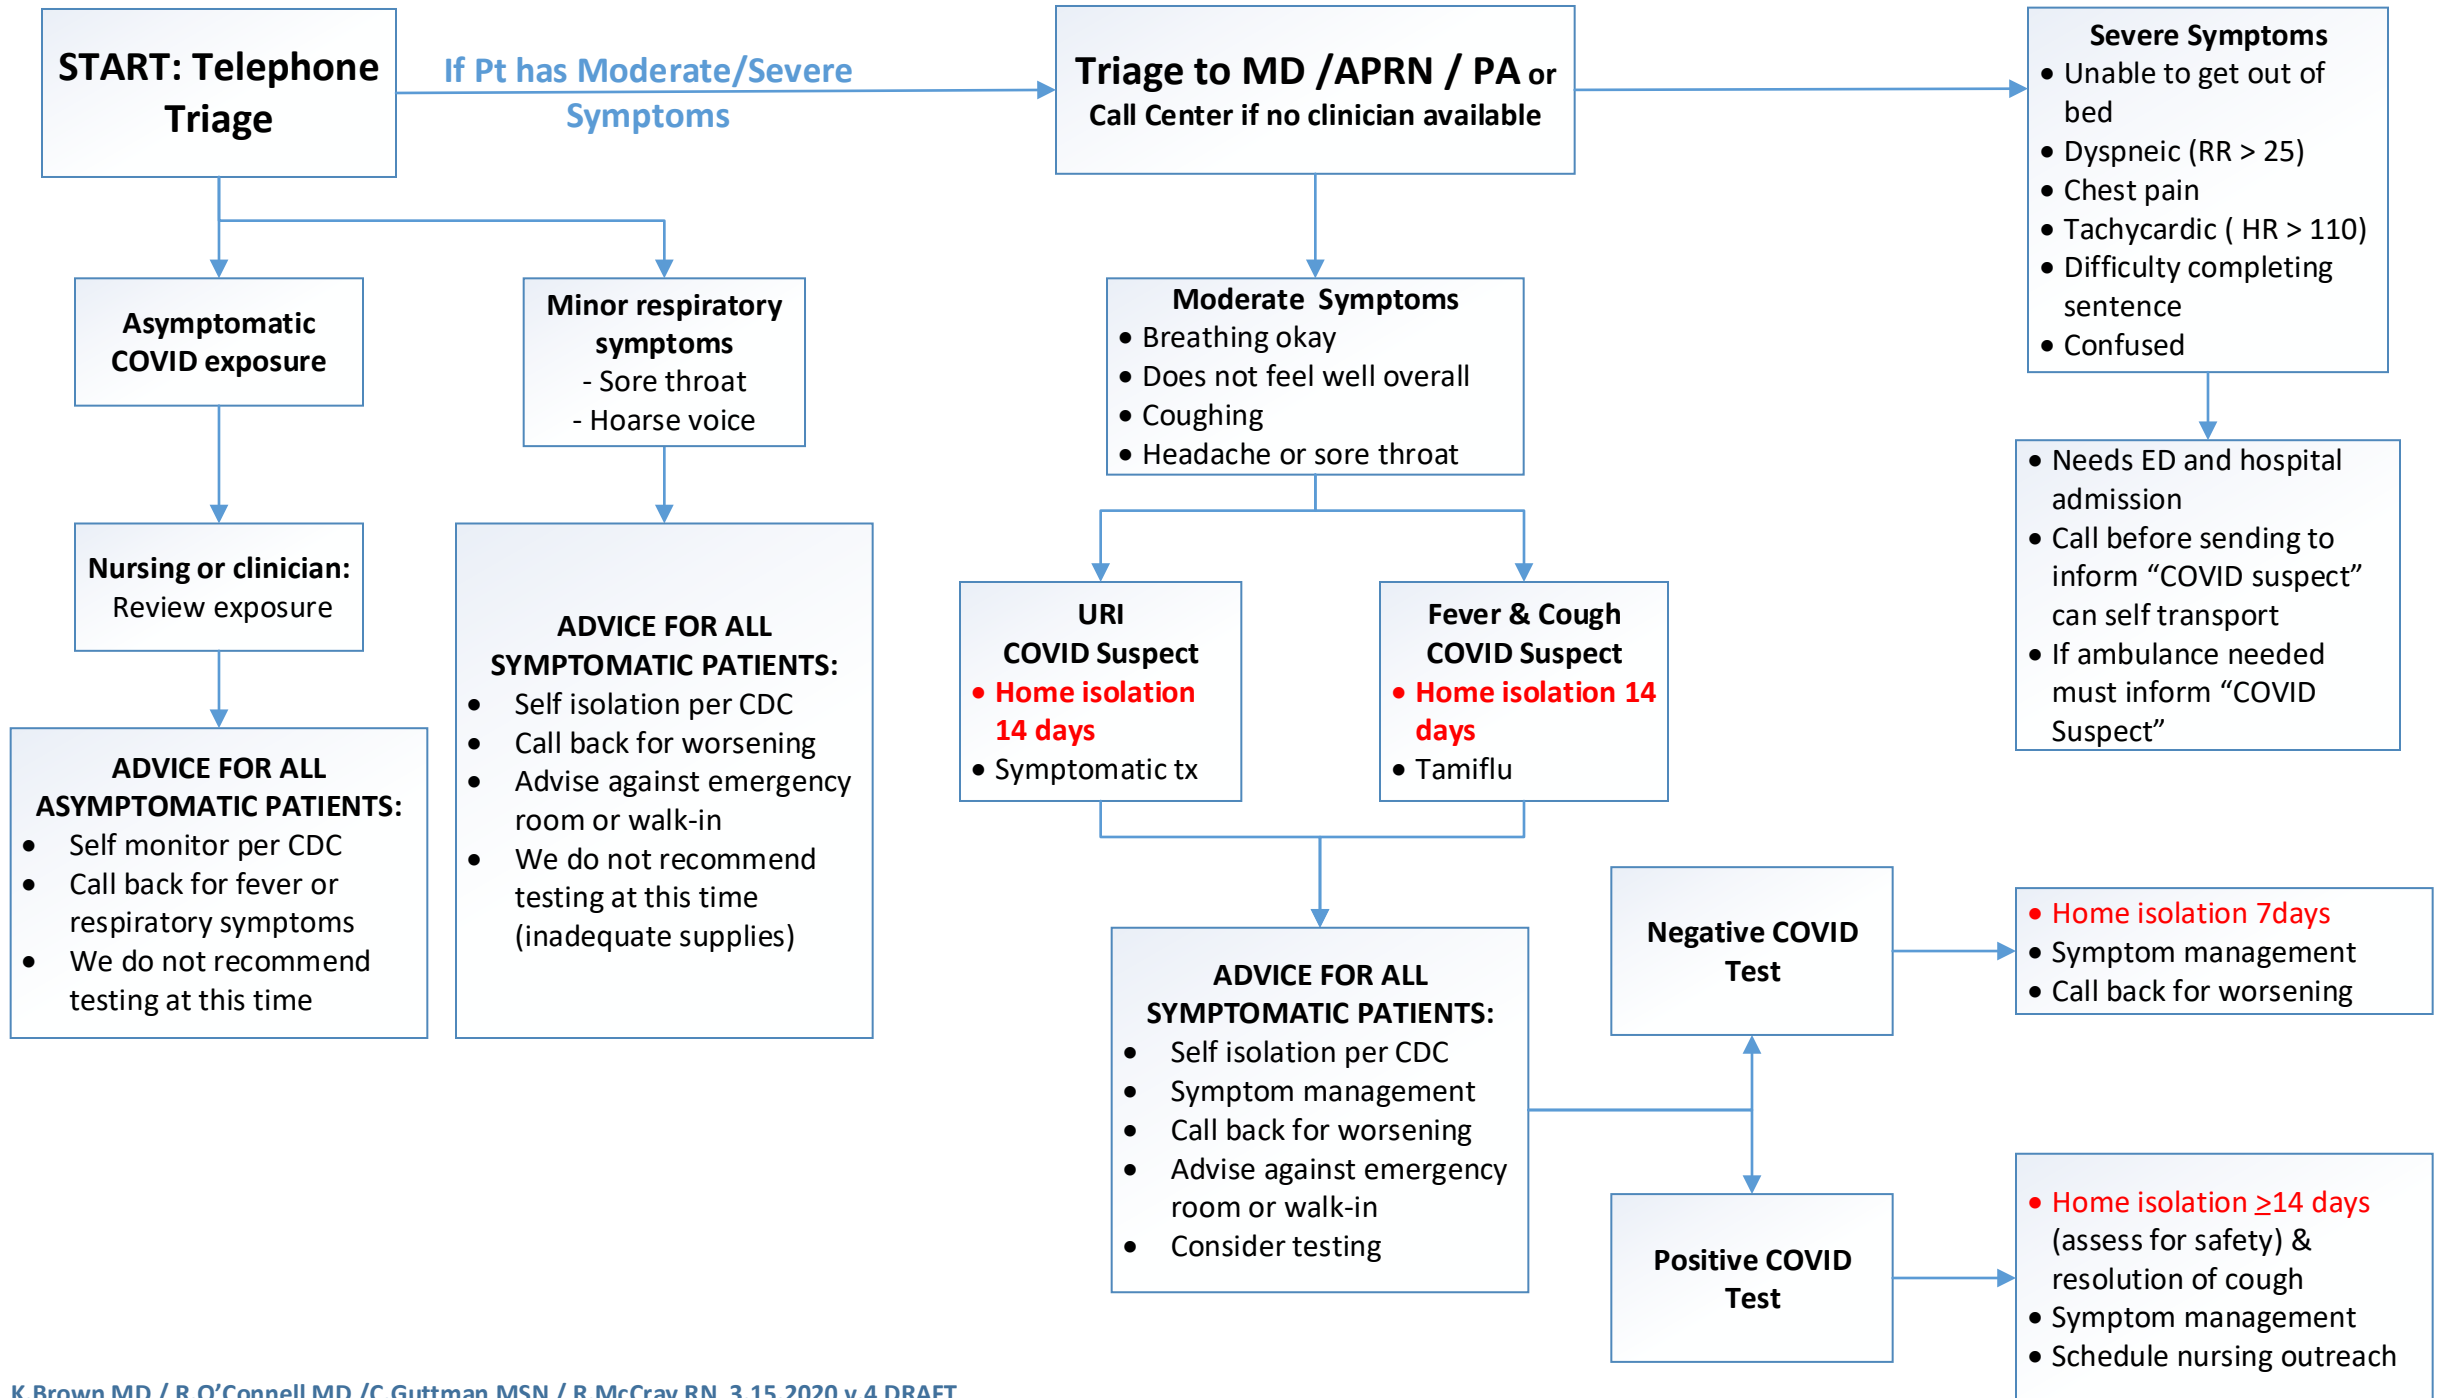 START: Telephone
Triage
If Pt has Moderate/Severe
Symptoms
Triage to MD /APRN / PA or
Call Center if no clinician available
Severe Symptoms
• Unable to get out of
bed
• Dyspneic (RR > 25)
• Chest pain
• Tachycardic ( HR > 110)
• Difficulty completing
sentence
• Confused
Asymptomatic
COVID exposure
Minor respiratory
symptoms
- Sore throat
- Hoarse voice
Moderate Symptoms
• Breathing okay
• Does not feel well overall
• Coughing
• Headache or sore throat
• Needs ED and hospital
admission
• Call before sending to
inform “COVID suspect”
can self transport
• If ambulance needed
must inform “COVID
Suspect”
Nursing or clinician:
Review exposure
ADVICE FOR ALL
SYMPTOMATIC PATIENTS:
• Self isolation per CDC
• Call back for worsening
• Advise against emergency
room or walk-in
• We do not recommend
testing at this time
(inadequate supplies)
URI
COVID Suspect
• Home isolation
14 days
• Symptomatic tx
Fever & Cough
COVID Suspect
• Home isolation 14
days
• Tamiflu
ADVICE FOR ALL
ASYMPTOMATIC PATIENTS:
• Self monitor per CDC
• Call back for fever or
respiratory symptoms
• We do not recommend
testing at this time
ADVICE FOR ALL
SYMPTOMATIC PATIENTS:
• Self isolation per CDC
• Symptom management
• Call back for worsening
• Advise against emergency
room or walk-in
• Consider testing
Negative COVID
Test
• Home isolation 7days
• Symptom management
• Call back for worsening
Positive COVID
Test
• Home isolation ≥14 days
(assess for safety) &
resolution of cough
• Symptom management
• Schedule nursing outreach
K Brown MD / R O’Connell MD /C Guttman MSN / R McCray RN 3.15.2020 v 4 DRAFT